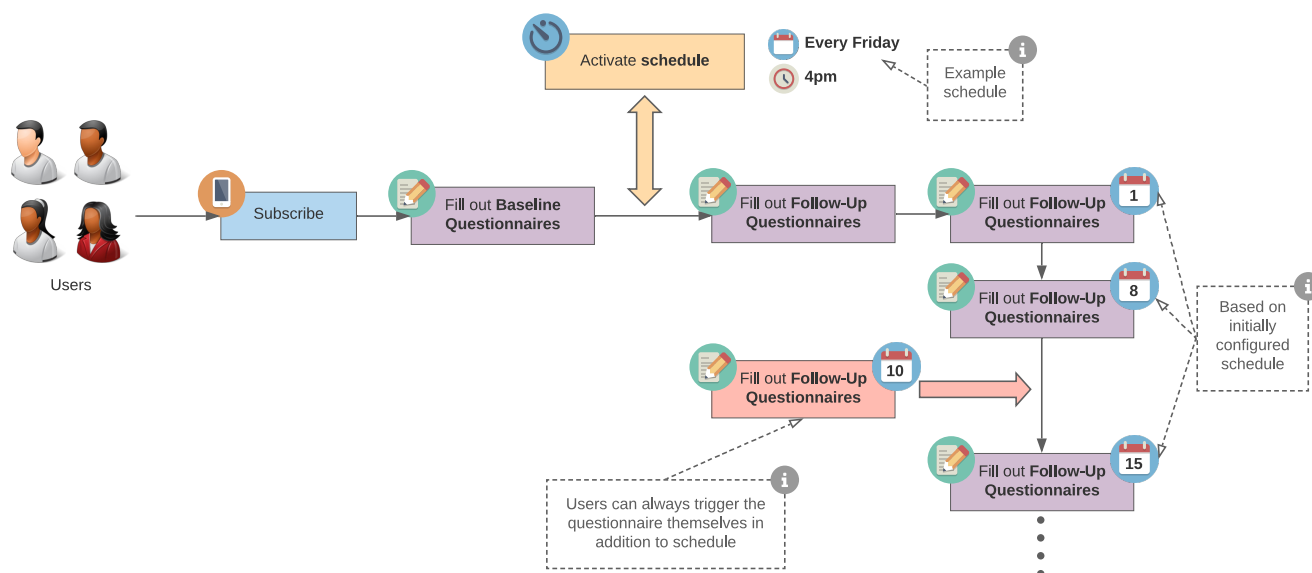 Activate schedule
Every Friday
4pm
Example
schedule
Users
Subscribe
Fill out Baseline
Questionnaires
Fill out Follow-Up
Questionnaires
Fill out Follow-Up
Questionnaires
1
Fill out Follow-Up
Questionnaires
8
Based on
initially
configured
schedule
Fill out Follow-Up
Questionnaires
10
Fill out Follow-Up
Questionnaires
15
Users can always trigger the
questionnaire themselves in
addition to schedule
i
i
i